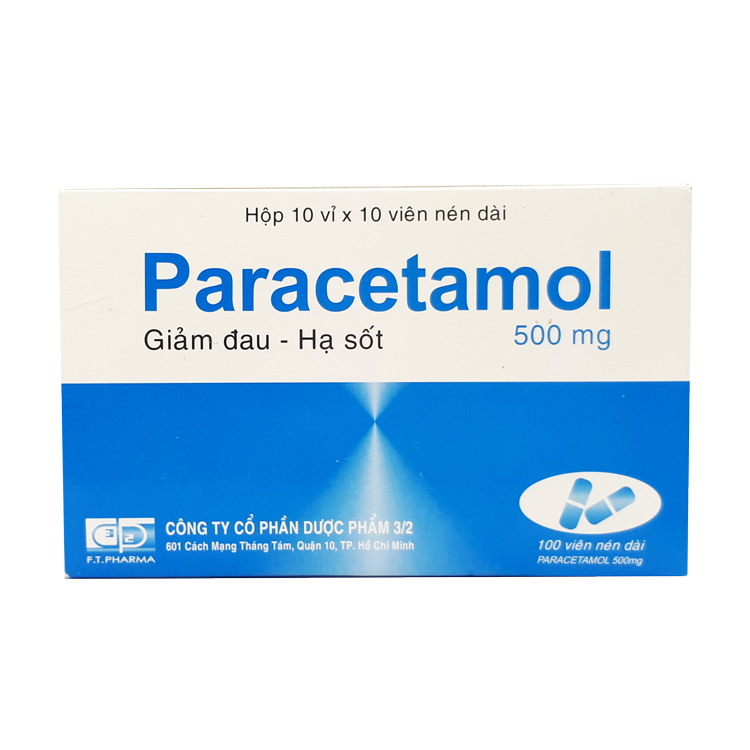 Hộp 10 vỉ x 10 viên nén dài
Paracetamol
Giảm đau - Hạ sốt
500 mg
32
F.T.PHARMA
CÔNG TY CỔ PHẦN DƯỢC PHẨM 3/2
601 Cách Mạng Tháng Tám, Quận 10, TP. Hồ Chí Minh
100 viên nén dài
PARACETAMOL 500mg